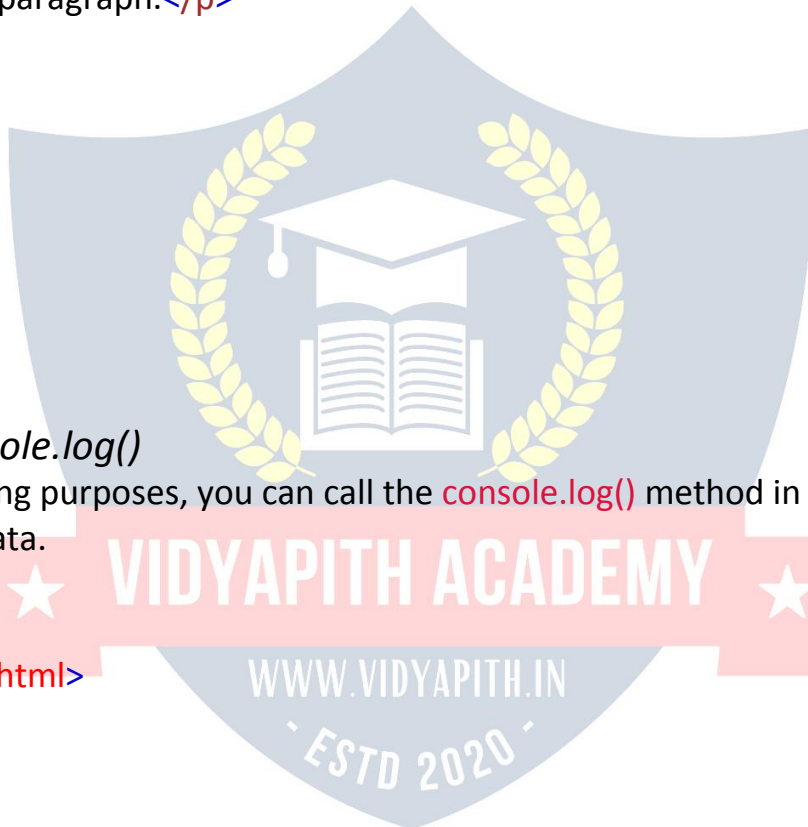 paragraph.</p>
ole.log()
ng purposes, you can call the console.log() method in
ata.
VIDYAPITH ACADEMY
html>
WWW.VIDYAPITH.IN
- ESTD 2020 -